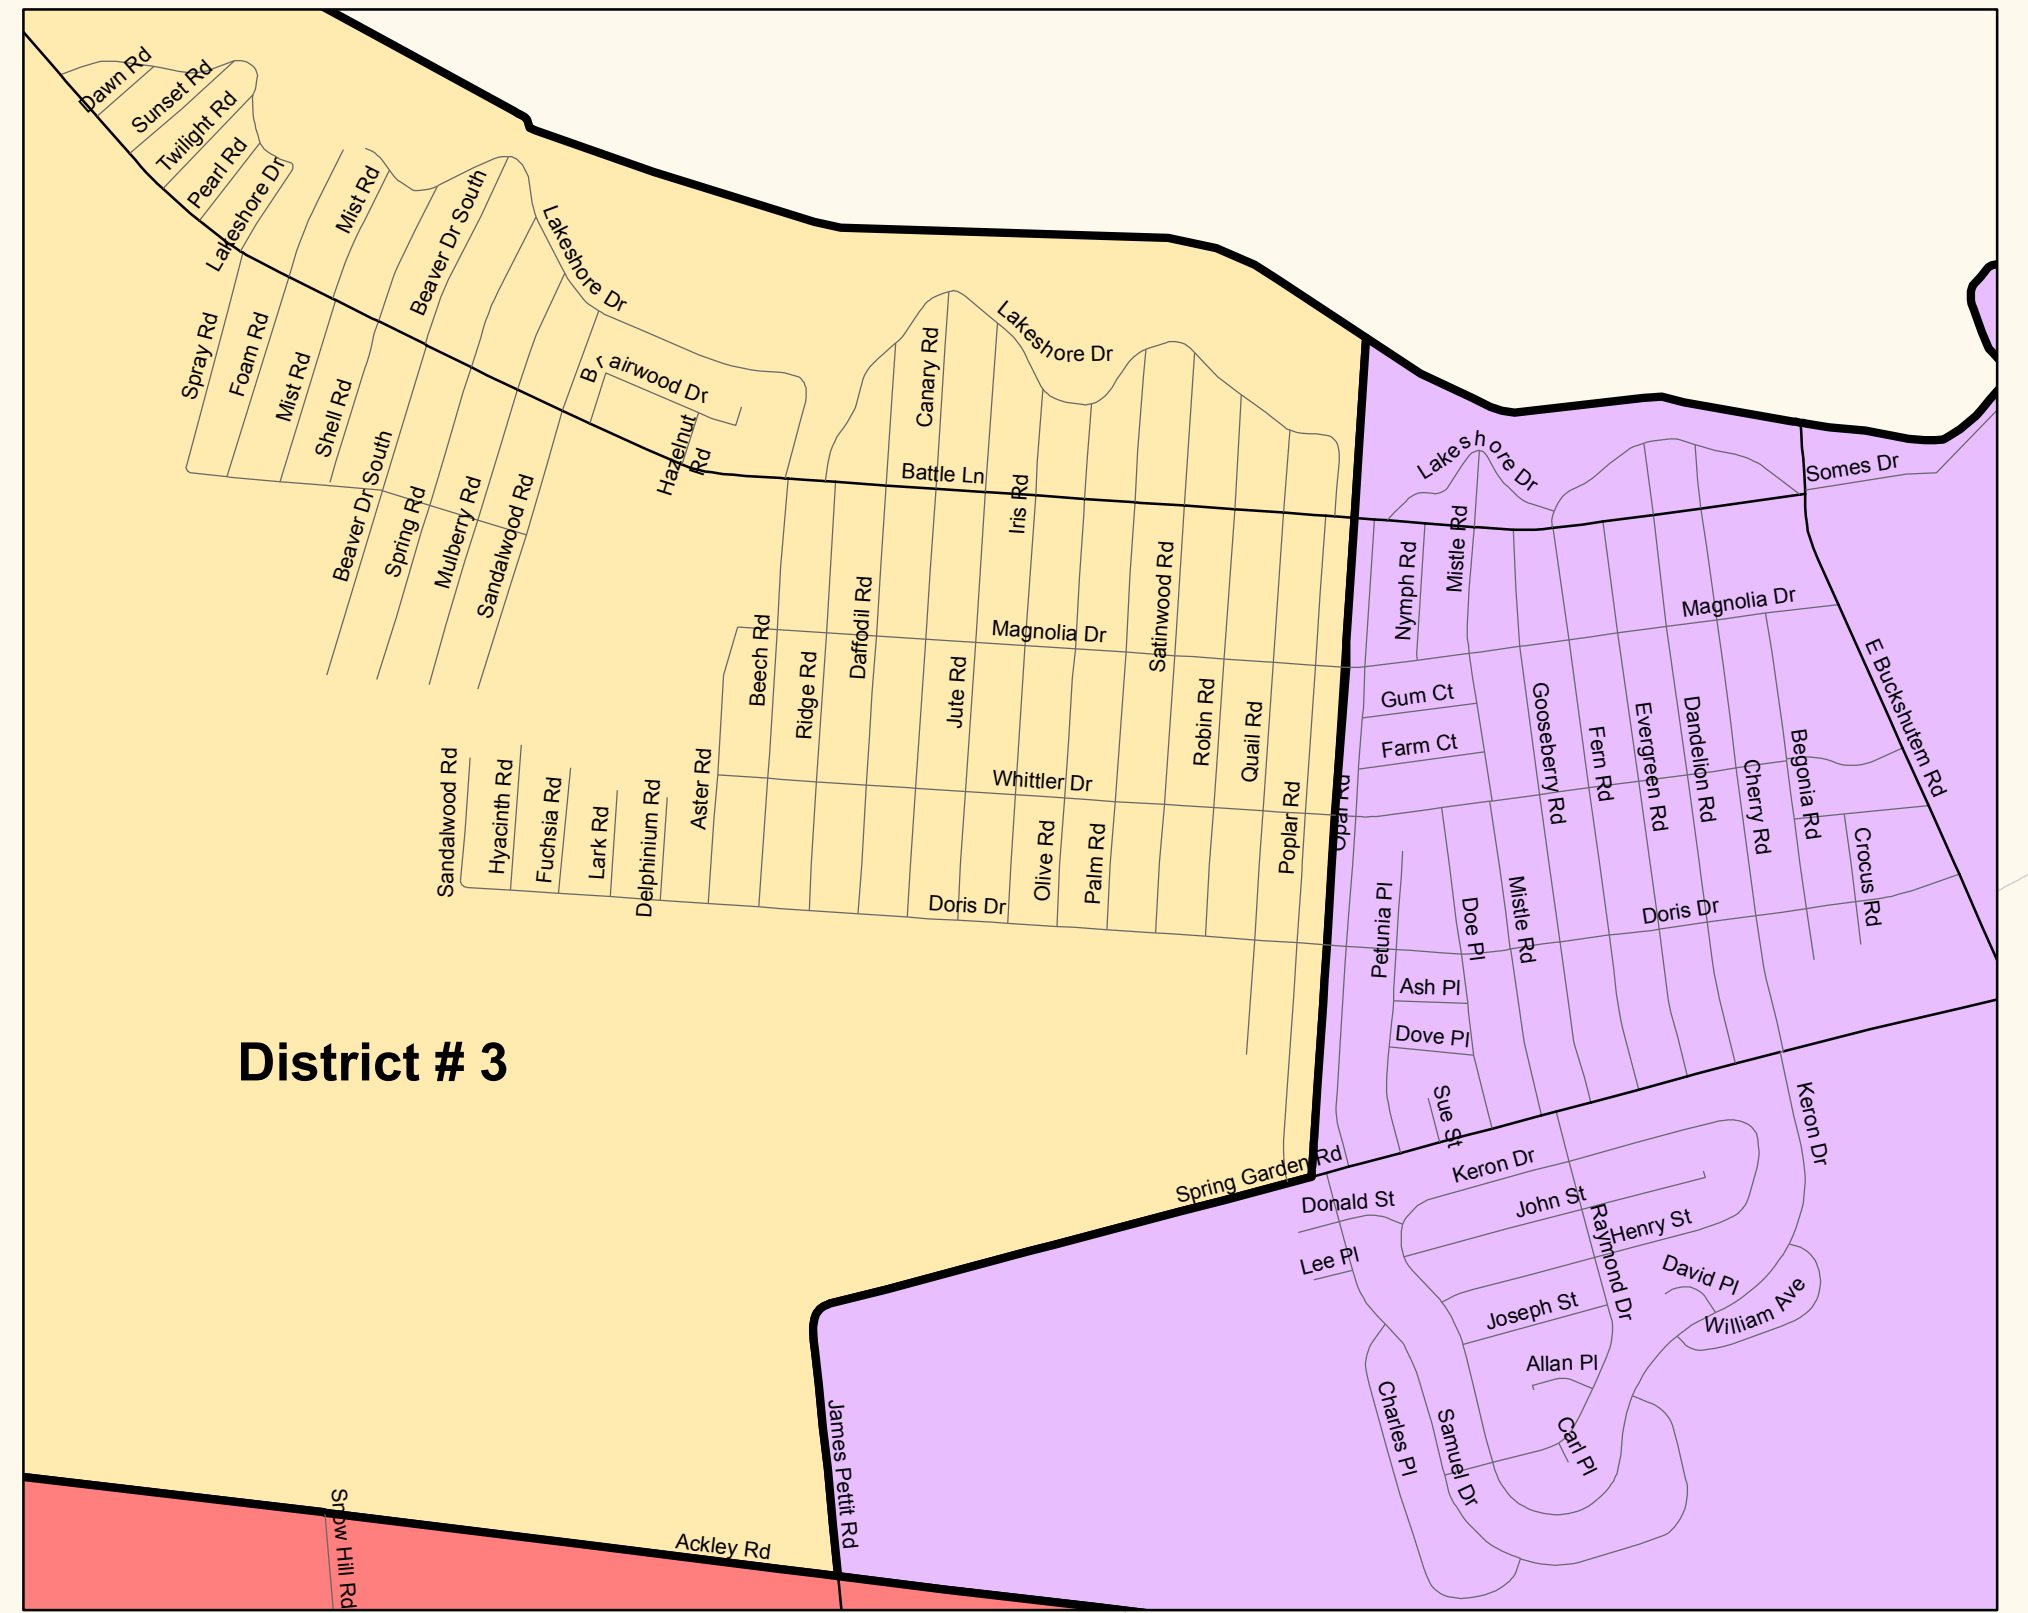 Dawn Rd
Sunset Rd
Twilight Rd
Pearl Rd
Lakeshore Dr
Mist Rd
Beaver Dr South
Lakeshore Dr
Spray Rd
Foam Rd
Mist Rd
Shell Rd
Briarwood Dr
Hazelnut
Rd
Beaver Dr South
Spring Rd
Mulberry Rd
Sandalwood Rd
Canary Rd
Lakeshore Dr
Battle Ln
Iris Rd
Lakeshore Dr
Somes Dr
Nymph Rd
Mistle Rd
Magnolia Dr
Magnolia Dr
Satinwood Rd
Daffodil Rd
Beech Rd
Ridge Rd
Jute Rd
Robin Rd
Quail Rd
Gum Ct
Farm Ct
Gooseberry Rd
Fern Rd
Evergreen Rd
Dandelion Rd
Cherry Rd
Begonia Rd
E Buckshutem Rd
Sandalwood Rd
Hyacinth Rd
Fuchsia Rd
Lark Rd
Delphinium Rd
Aster Rd
Whittler Dr
Olive Rd
Palm Rd
Poplar Rd
Opal Rd
Crocus Rd
Doris Dr
Doris Dr
Petunia Pl
Doe Pl
Mistle Rd
Ash Pl
Dove Pl
Sue St
District # 3
Spring Garden Rd
Keron Dr
Keron Dr
Donald St
John St
Henry St
Raymond Dr
Lee Pl
David Pl
William Ave
Joseph St
Allan Pl
Charles Pl
Samuel Dr
Carl Pl
James Pettit Rd
Snow Hill Rd
Ackley Rd